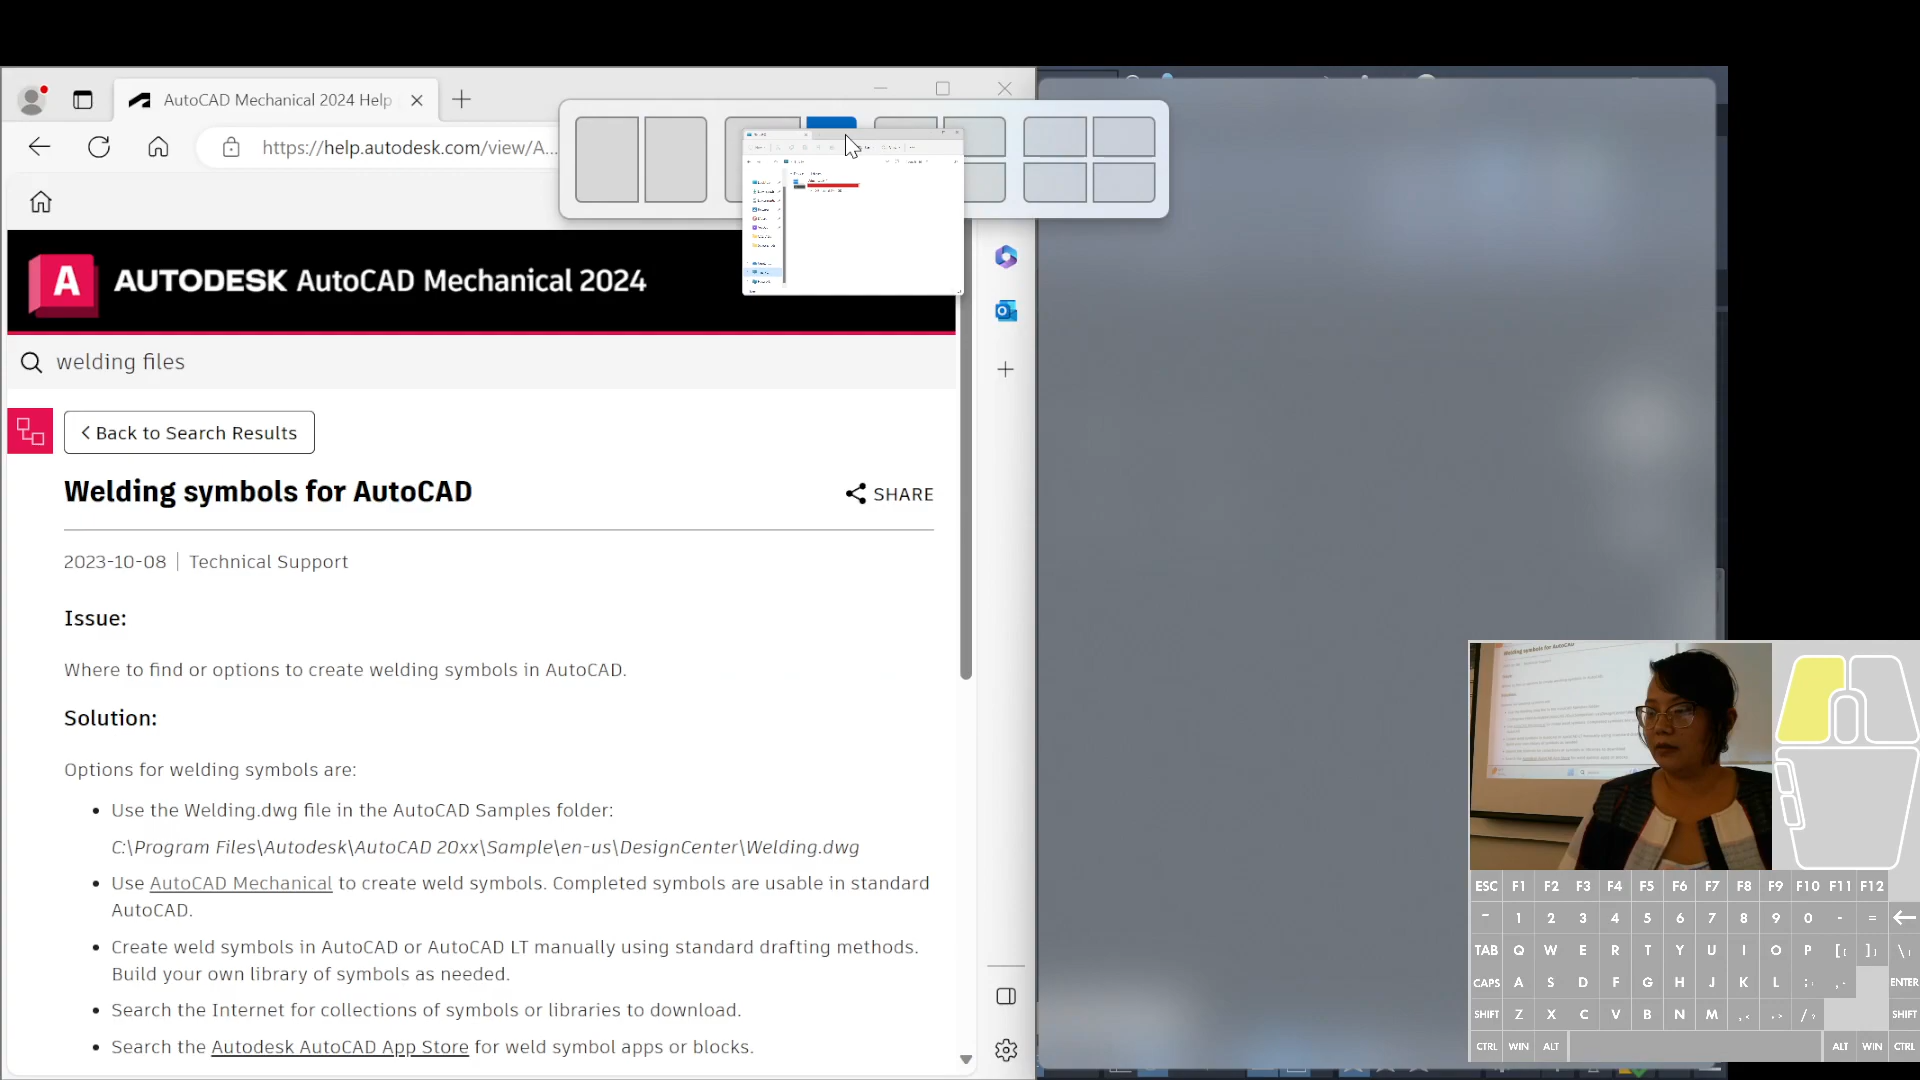 AutoCAD Mechanical 2024 Help
https://help.autodesk.com/view/A...
A AUTODESK AutoCAD Mechanical 2024
welding files
Back to Search Results
Welding symbols for AutoCAD
SHARE
2023-10-08 | Technical Support
Issue:
Where to find or options to create welding symbols in AutoCAD.
Solution:
Options for welding symbols are:
• Use the Welding.dwg file in the AutoCAD Samples folder:
C:\Program Files\Autodesk\AutoCAD 20xx\Sample\en-us\DesignCenter\Welding.dwg
• Use AutoCAD Mechanical to create weld symbols. Completed symbols are usable in standard
AutoCAD.
• Create weld symbols in AutoCAD or AutoCAD LT manually using standard drafting methods.
Build your own library of symbols as needed.
• Search the Internet for collections of symbols or libraries to download.
• Search the Autodesk AutoCAD App Store for weld symbol apps or blocks.
Welding symbols for AutoCAD
ESC F1 F2 F3 F4 F5 F6 F7 F8 F9 F10 F11 F12
~ 1 2 3 4 5 6 7 8 9 0 - =
TAB Q W E R T Y U I O P [ ] \
CAPS A S D F G H J K L ; ENTER
SHIFT Z X C V B N M / SHIFT
CTRL WIN ALT ALT WIN CTRL